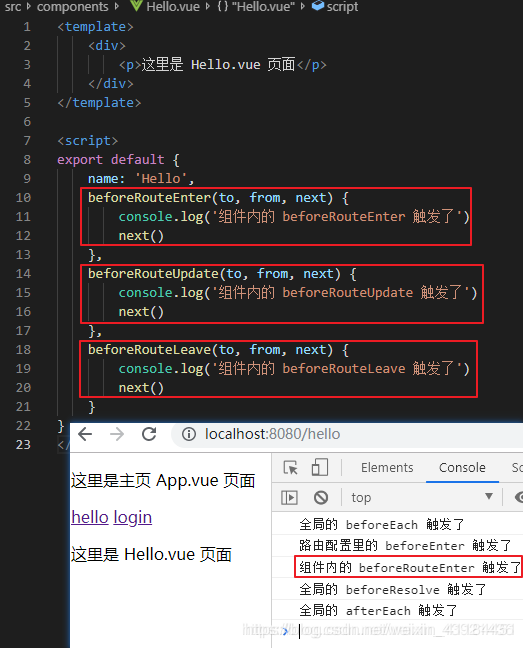 src > components > Hello.vue > {} "Hello.vue" > script
1 <template>
2 <div>
3 <p>这里是 Hello.vue 页面</p>
4 </div>
5 </template>
6
7 <script>
8 export default {
9 name: 'Hello',
10 beforeRouteEnter(to, from, next) {
11 console.log('组件内的 beforeRouteEnter 触发了')
12 next()
13 },
14 beforeRouteUpdate(to, from, next) {
15 console.log('组件内的 beforeRouteUpdate 触发了')
16 next()
17 },
18 beforeRouteLeave(to, from, next) {
19 console.log('组件内的 beforeRouteLeave 触发了')
20 next()
21 }
22 }
23 </
localhost:8080/hello
这里是主页 App.vue 页面
hello login
这里是 Hello.vue 页面
Elements Console So
top
全局的 beforeEach 触发了
路由配置里的 beforeEnter 触发了
组件内的 beforeRouteEnter 触发了
全局的 beforeResolve 触发了
全局的 afterEach 触发了
>